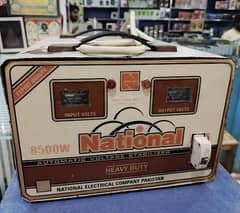 INPUT VOLTS
OUTPUT VOLTS
National
8500W
AUTOMATIC VOLTAGE STABILIZER
HEAVY DUTY
NATIONAL ELECTRICAL COMPANY PAKISTAN